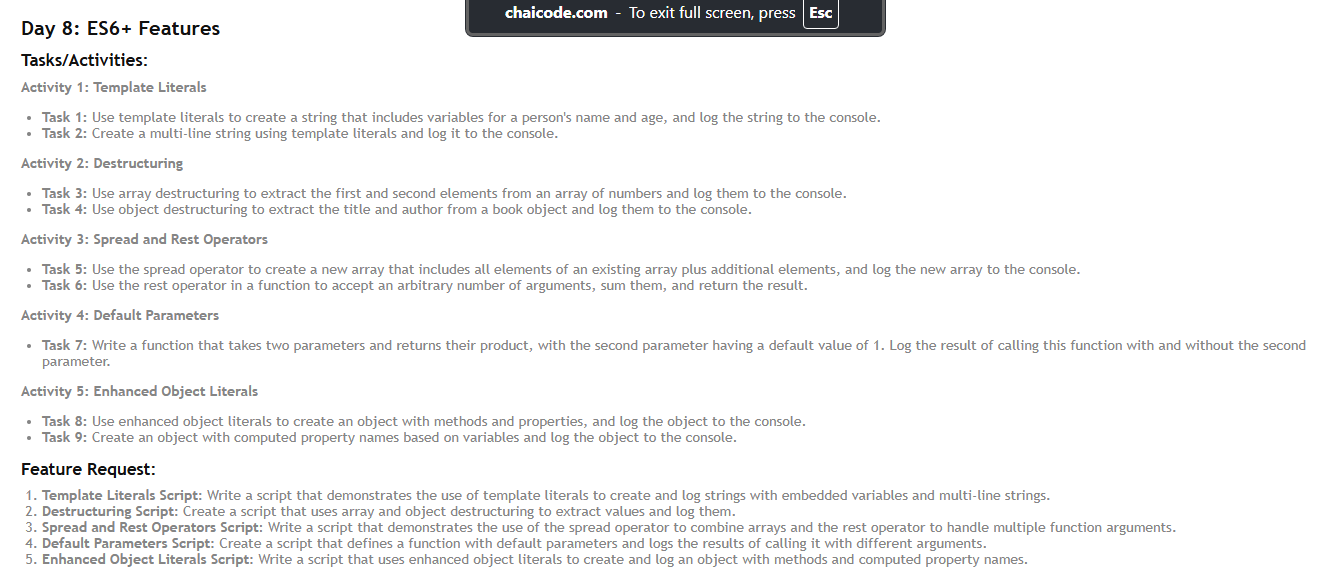 chaicode.com - To exit full screen, press Esc
Day 8: ES6+ Features
Tasks/Activities:
Activity 1: Template Literals
• Task 1: Use template literals to create a string that includes variables for a person's name and age, and log the string to the console.
• Task 2: Create a multi-line string using template literals and log it to the console.
Activity 2: Destructuring
• Task 3: Use array destructuring to extract the first and second elements from an array of numbers and log them to the console.
• Task 4: Use object destructuring to extract the title and author from a book object and log them to the console.
Activity 3: Spread and Rest Operators
• Task 5: Use the spread operator to create a new array that includes all elements of an existing array plus additional elements, and log the new array to the console.
• Task 6: Use the rest operator in a function to accept an arbitrary number of arguments, sum them, and return the result.
Activity 4: Default Parameters
• Task 7: Write a function that takes two parameters and returns their product, with the second parameter having a default value of 1. Log the result of calling this function with and without the second
parameter.
Activity 5: Enhanced Object Literals
• Task 8: Use enhanced object literals to create an object with methods and properties, and log the object to the console.
• Task 9: Create an object with computed property names based on variables and log the object to the console.
Feature Request:
1. Template Literals Script: Write a script that demonstrates the use of template literals to create and log strings with embedded variables and multi-line strings.
2. Destructuring Script: Create a script that uses array and object destructuring to extract values and log them.
3. Spread and Rest Operators Script: Write a script that demonstrates the use of the spread operator to combine arrays and the rest operator to handle multiple function arguments.
4. Default Parameters Script: Create a script that defines a function with default parameters and logs the results of calling it with different arguments.
5. Enhanced Object Literals Script: Write a script that uses enhanced object literals to create and log an object with methods and computed property names.